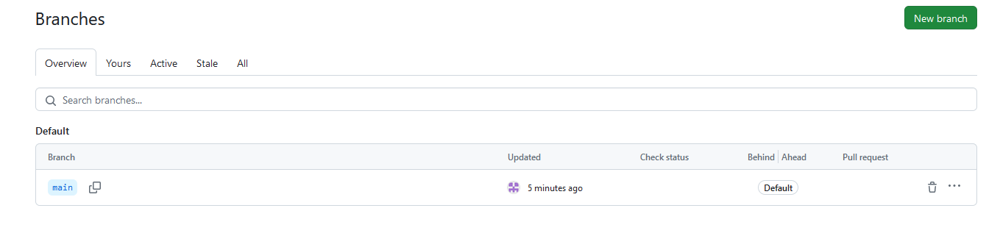 Branches
New branch
Overview Yours Active Stale All
Search branches...
Default
Branch Updated Check status Behind Ahead Pull request
main 5 minutes ago Default